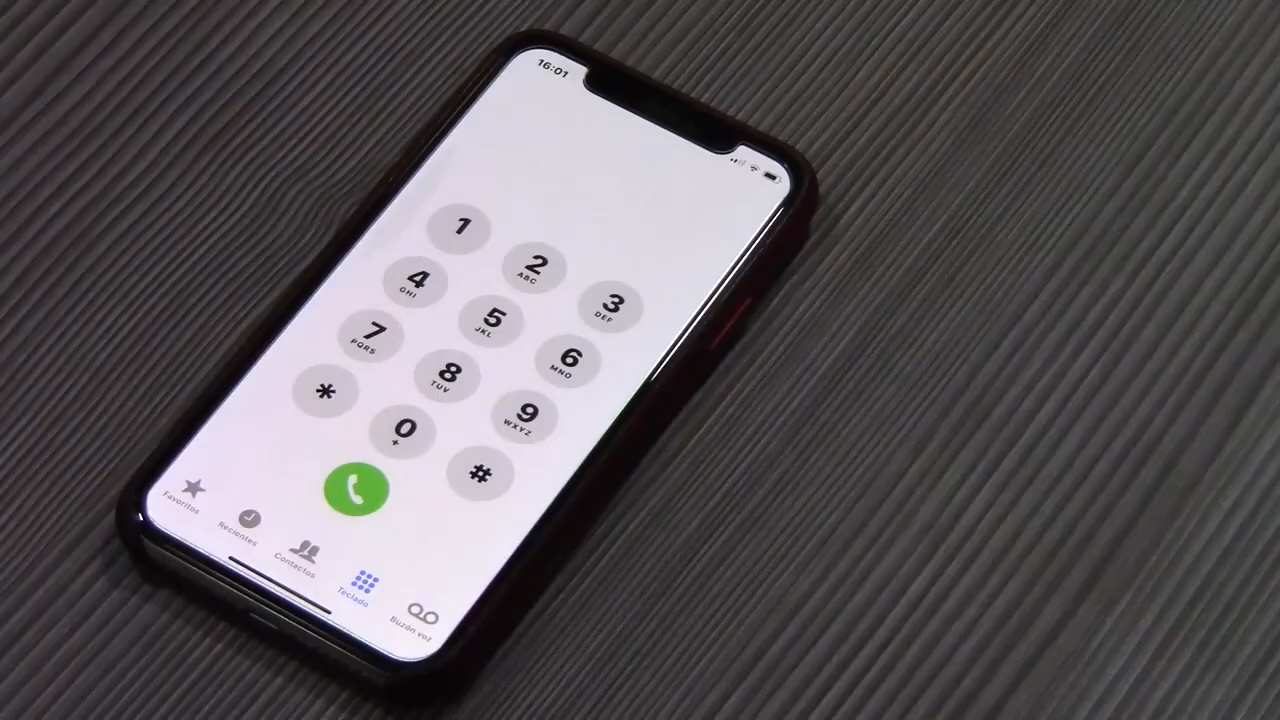 16:01
1
2
ABC
3
DEF
4
GHI
5
JKL
6
MNO
7
PQRS
8
TUV
9
WXYZ
*
0
+
#
Favoritos
Recientes
Contactos
Teclado
Buzón voz